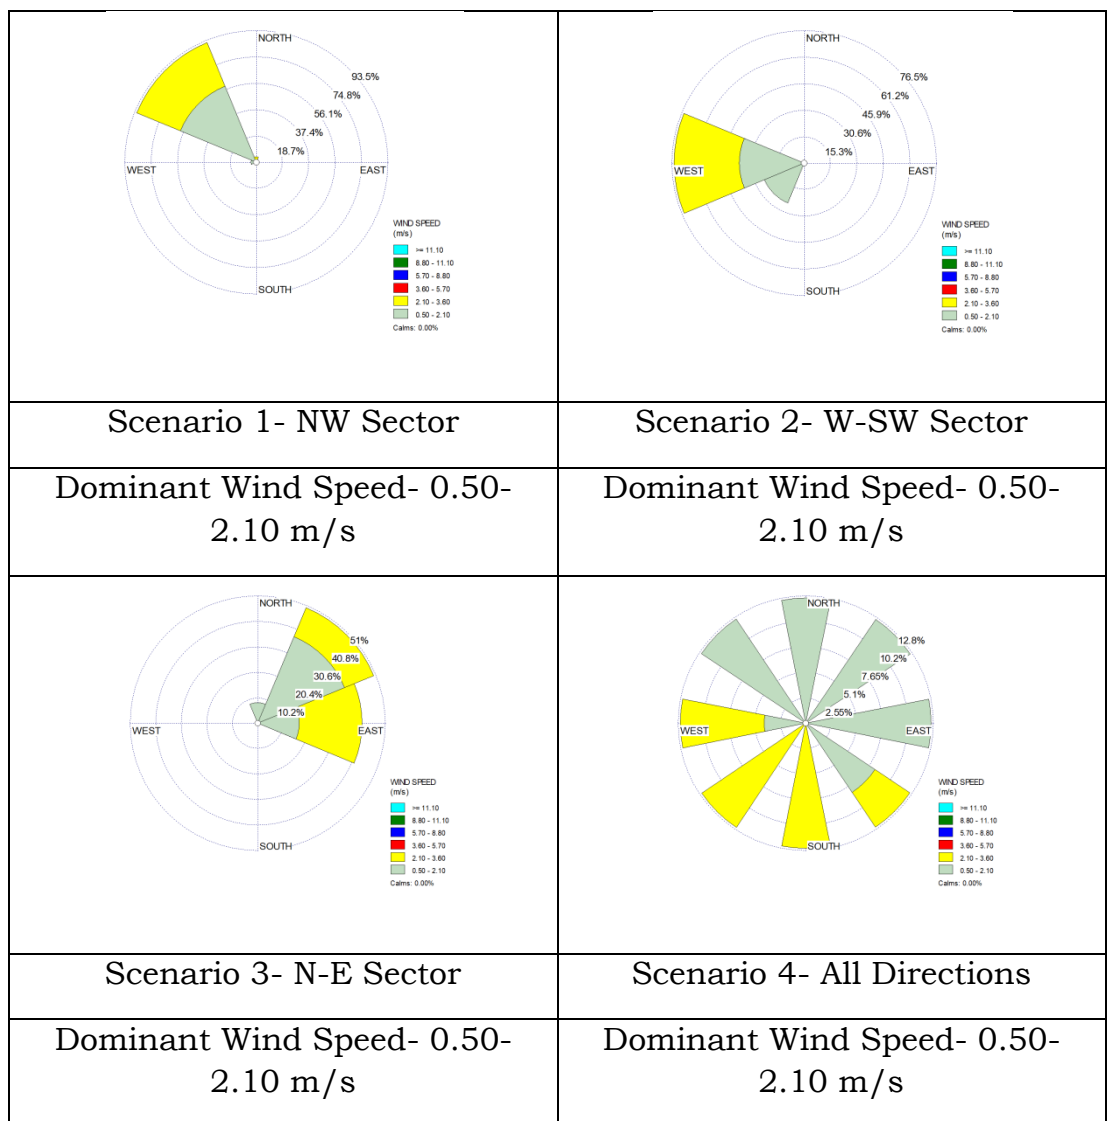 NORTH
93.5%
74.8%
56.1%
37.4%
18.7%
WEST
EAST
WIND SPEED
(m/s)
>= 11.10
8.80 - 11.10
5.70 - 8.80
3.60 - 5.70
2.10 - 3.60
0.50 - 2.10
Calms: 0.00%
SOUTH
NORTH
76.5%
61.2%
45.9%
30.6%
15.3%
WEST
EAST
WIND SPEED
(m/s)
>= 11.10
8.80 - 11.10
5.70 - 8.80
3.60 - 5.70
2.10 - 3.60
0.50 - 2.10
Calms: 0.00%
SOUTH
Scenario 1- NW Sector
Scenario 2- W-SW Sector
Dominant Wind Speed- 0.50-
2.10 m/s
Dominant Wind Speed- 0.50-
2.10 m/s
NORTH
51%
40.8%
30.6%
20.4%
10.2%
WEST
EAST
WIND SPEED
(m/s)
>= 11.10
8.80 - 11.10
5.70 - 8.80
3.60 - 5.70
2.10 - 3.60
0.50 - 2.10
Calms: 0.00%
SOUTH
NORTH
12.8%
10.2%
7.65%
5.1%
2.55%
WEST
EAST
WIND SPEED
(m/s)
>= 11.10
8.80 - 11.10
5.70 - 8.80
3.60 - 5.70
2.10 - 3.60
0.50 - 2.10
Calms: 0.00%
SOUTH
Scenario 3- N-E Sector
Scenario 4- All Directions
Dominant Wind Speed- 0.50-
2.10 m/s
Dominant Wind Speed- 0.50-
2.10 m/s